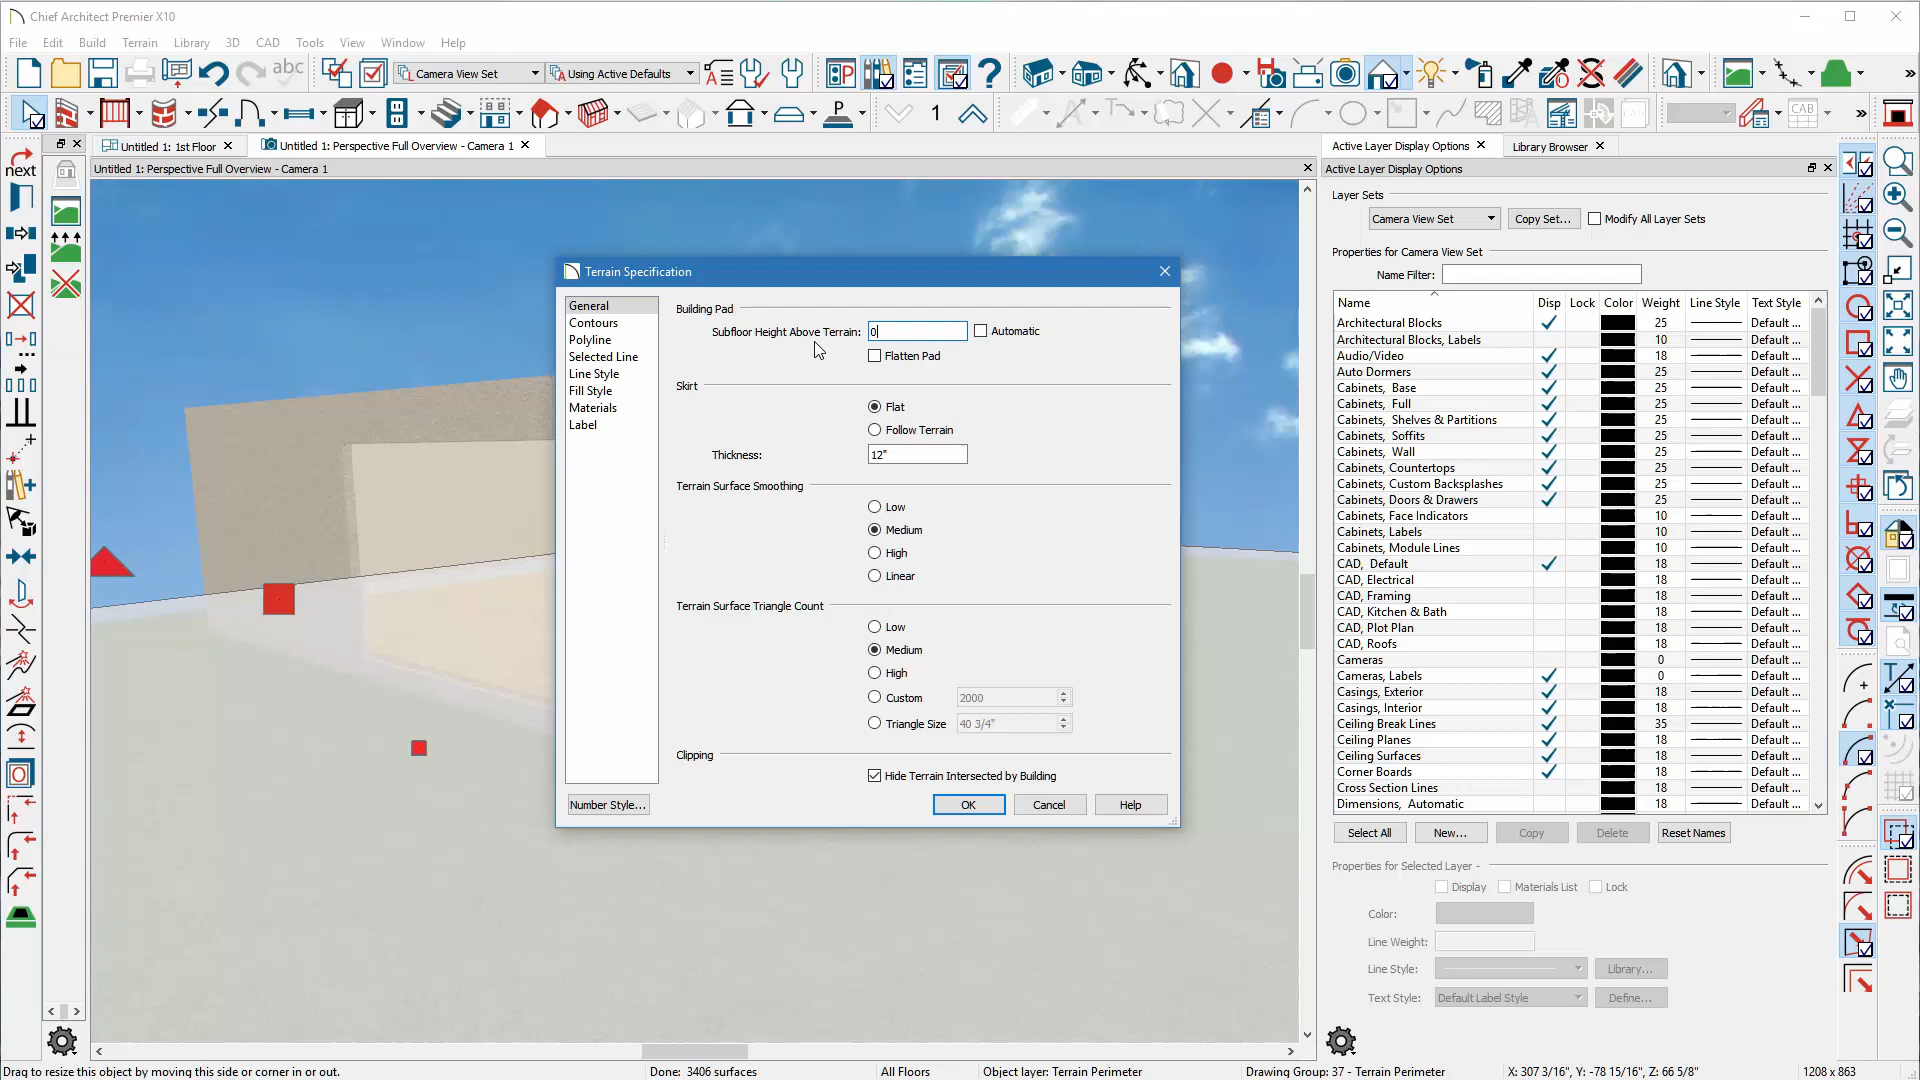 Chief Architect Premier X10
File Edit Build Terrain Library 3D CAD Tools View Window Help
abc Camera View Set Using Active Defaults
1 CAB
Untitled 1: 1st Floor Untitled 1: Perspective Full Overview - Camera 1
Untitled 1: Perspective Full Overview - Camera 1
next
Terrain Specification
General
Contours
Polyline
Selected Line
Line Style
Fill Style
Materials
Label
Building Pad
Subfloor Height Above Terrain: 0 Automatic
Flatten Pad
Skirt
Flat
Follow Terrain
Thickness: 12"
Terrain Surface Smoothing
Low
Medium
High
Linear
Terrain Surface Triangle Count
Low
Medium
High
Custom 2000
Triangle Size 40 3/4"
Clipping
Hide Terrain Intersected by Building
Number Style... OK Cancel Help
Active Layer Display Options Library Browser
Active Layer Display Options
Layer Sets
Camera View Set Copy Set... Modify All Layer Sets
Properties for Camera View Set
Name Filter:
Name Disp Lock Color Weight Line Style Text Style
Architectural Blocks 25 Default ...
Architectural Blocks, Labels 10 Default ...
Audio/Video 18 Default ...
Auto Dormers 25 Default ...
Cabinets, Base 25 Default ...
Cabinets, Full 25 Default ...
Cabinets, Shelves & Partitions 25 Default ...
Cabinets, Soffits 25 Default ...
Cabinets, Wall 25 Default ...
Cabinets, Countertops 25 Default ...
Cabinets, Custom Backsplashes 25 Default ...
Cabinets, Doors & Drawers 25 Default ...
Cabinets, Face Indicators 10 Default ...
Cabinets, Labels 10 Default ...
Cabinets, Module Lines 10 Default ...
CAD, Default 18 Default ...
CAD, Electrical 18 Default ...
CAD, Framing 18 Default ...
CAD, Kitchen & Bath 18 Default ...
CAD, Plot Plan 18 Default ...
CAD, Roofs 18 Default ...
Cameras 0 Default ...
Cameras, Labels 0 Default ...
Casings, Exterior 18 Default ...
Casings, Interior 18 Default ...
Ceiling Break Lines 35 Default ...
Ceiling Planes 18 Default ...
Ceiling Surfaces 18 Default ...
Corner Boards 18 Default ...
Cross Section Lines 18 Default ...
Dimensions, Automatic 18 Default ...
Select All New... Copy Delete Reset Names
Properties for Selected Layer -
Display Materials List Lock
Color:
Line Weight:
Line Style: Library...
Text Style: Default Label Style Define...
Drag to resize this object by moving this side or corner in or out. Done: 3406 surfaces All Floors Object layer: Terrain Perimeter Drawing Group: 37 - Terrain Perimeter X: 307 3/16", Y: -78 15/16", Z: 66 5/8" 1208 x 863